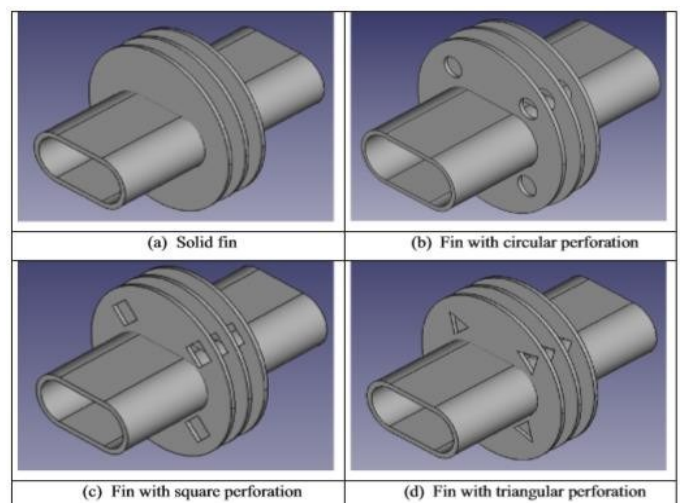 (a) Solid fin
(b) Fin with circular perforation
(c) Fin with square perforation
(d) Fin with triangular perforation